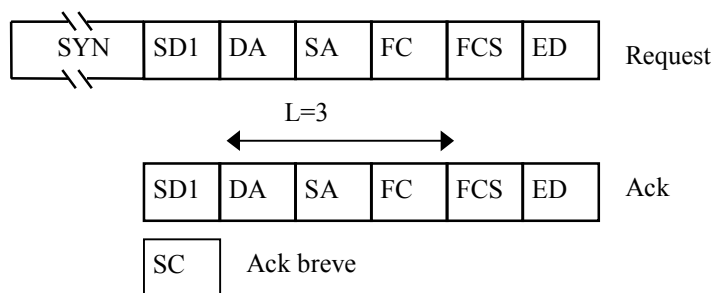 SYN SD1 DA SA FC FCS ED Request
L=3
SD1 DA SA FC FCS ED Ack
SC Ack breve